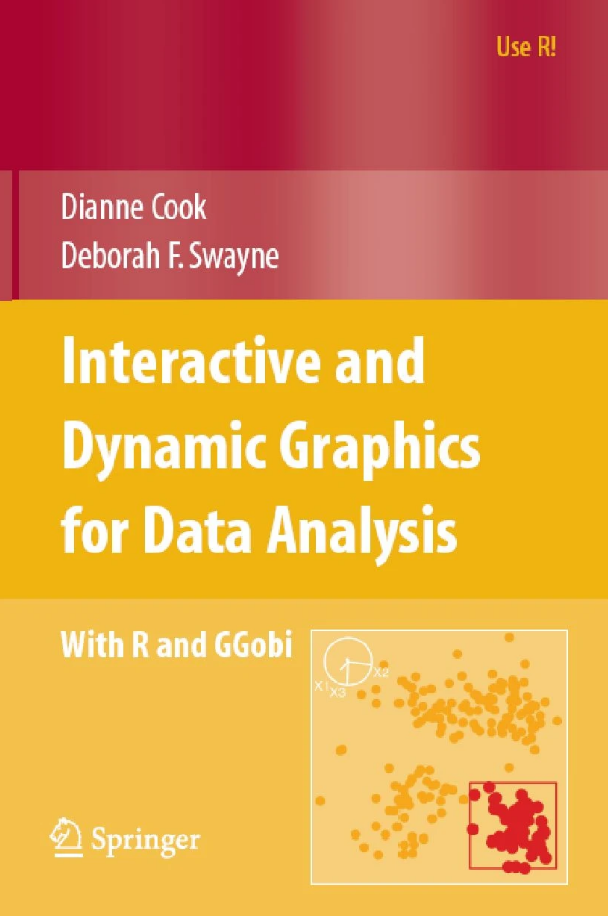 Use R!
Dianne Cook
Deborah F. Swayne
Interactive and
Dynamic Graphics
for Data Analysis
With R and GGobi
X2
X1
X3
Springer